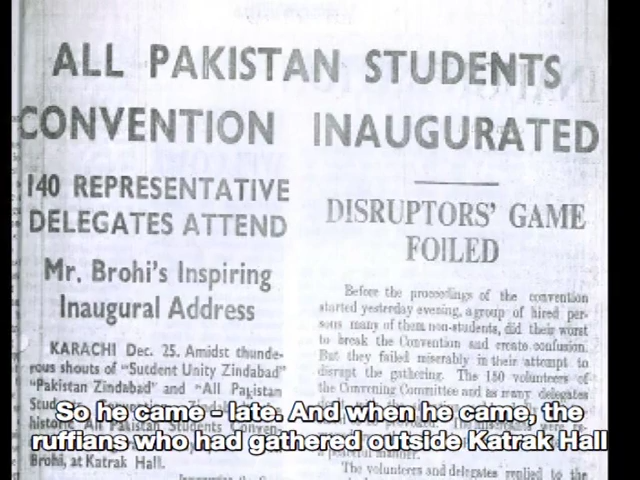 ALL PAKISTAN STUDENTS
CONVENTION INAUGURATED
140 REPRESENTATIVE
DELEGATES ATTEND
Mr. Brohi's Inspiring
Inaugural Address
KARACHI Dec. 25. Amidst thunde-
rous shouts of "Sutdent Unity Zindabad"
"Pakistan Zindabad" and "All Pakistan
historic All Pakistan Students Conven-
Brohi, at Katrak Hall.
DISRUPTORS' GAME
FOILED
Before the proceedings of the convention
started yesterday evening, a group of hired per-
sons many of them non-students, did their worst
to break the Convention and create confusion.
But they failed miserably in their attempt to
disrupt the gathering. The 150 volunteers of
the Convening Committee and as many delegates
The volunteers and delegates replied to the
So he came - late. And when he came, the
ruffians who had gathered outside Katrak Hall